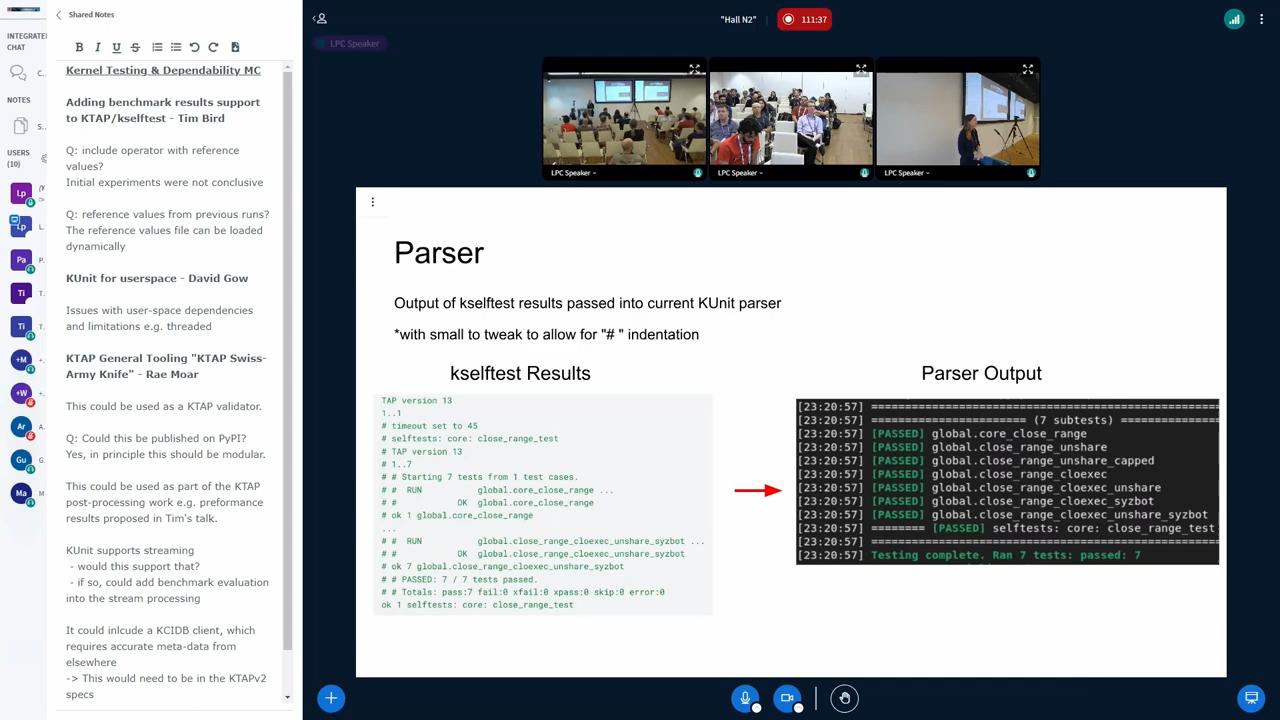 Shared Notes
INTEGRATE
CHAT
C...
NOTES
S...
USERS
(10)
Lp
Lp
L...
Pa
P...
Ti
T...
Ti
T...
+M
+...
+W
+...
Ar
Gu
G...
Ma
M...
B I U S
Kernel Testing & Dependability MC
Adding benchmark results support
to KTAP/kselftest - Tim Bird
Q: include operator with reference
values?
Initial experiments were not conclusive
Q: reference values from previous runs?
The reference values file can be loaded
dynamically
KUnit for userspace - David Gow
Issues with user-space dependencies
and limitations e.g. threaded
KTAP General Tooling "KTAP Swiss-
Army Knife" - Rae Moar
This could be used as a KTAP validator.
Q: Could this be published on PyPI?
Yes, in principle this should be modular.
This could be used as part of the KTAP
post-processing work e.g. preformance
results proposed in Tim's talk.
KUnit supports streaming
- would this support that?
- if so, could add benchmark evaluation
into the stream processing
It could inlcude a KCIDB client, which
requires accurate meta-data from
elsewhere
-> This would need to be in the KTAPv2
specs
"Hall N2"
111:37
LPC Speaker
LPC Speaker
LPC Speaker
LPC Speaker
Parser
Output of kselftest results passed into current KUnit parser
*with small to tweak to allow for "# " indentation
kselftest Results
TAP version 13
1..1
# timeout set to 45
# selftests: core: close_range_test
# TAP version 13
# 1..7
# # Starting 7 tests from 1 test cases.
# # RUN global.core_close_range ...
# # OK global.core_close_range
# ok 1 global.core_close_range
...
# # RUN global.close_range_cloexec_unshare_syzbot ...
# # OK global.close_range_cloexec_unshare_syzbot
# ok 7 global.close_range_cloexec_unshare_syzbot
# # PASSED: 7 / 7 tests passed.
# # Totals: pass:7 fail:0 xfail:0 xpass:0 skip:0 error:0
ok 1 selftests: core: close_range_test
Parser Output
[23:20:57] ====================================================
[23:20:57] ======================= (7 subtests) ===============
[23:20:57] [PASSED] global.core_close_range
[23:20:57] [PASSED] global.close_range_unshare
[23:20:57] [PASSED] global.close_range_unshare_capped
[23:20:57] [PASSED] global.close_range_cloexec
[23:20:57] [PASSED] global.close_range_cloexec_unshare
[23:20:57] [PASSED] global.close_range_cloexec_syzbot
[23:20:57] [PASSED] global.close_range_cloexec_unshare_syzbot
[23:20:57] ======== [PASSED] selftests: core: close_range_test
[23:20:57] ====================================================
[23:20:57] Testing complete. Ran 7 tests: passed: 7